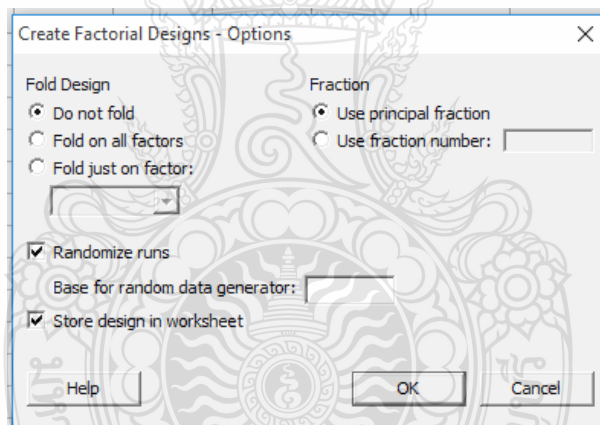 Create Factorial Designs - Options
Fold Design
Do not fold
Fold on all factors
Fold just on factor:
Fraction
Use principal fraction
Use fraction number:
Randomize runs
Base for random data generator:
Store design in worksheet
Help
OK
Cancel